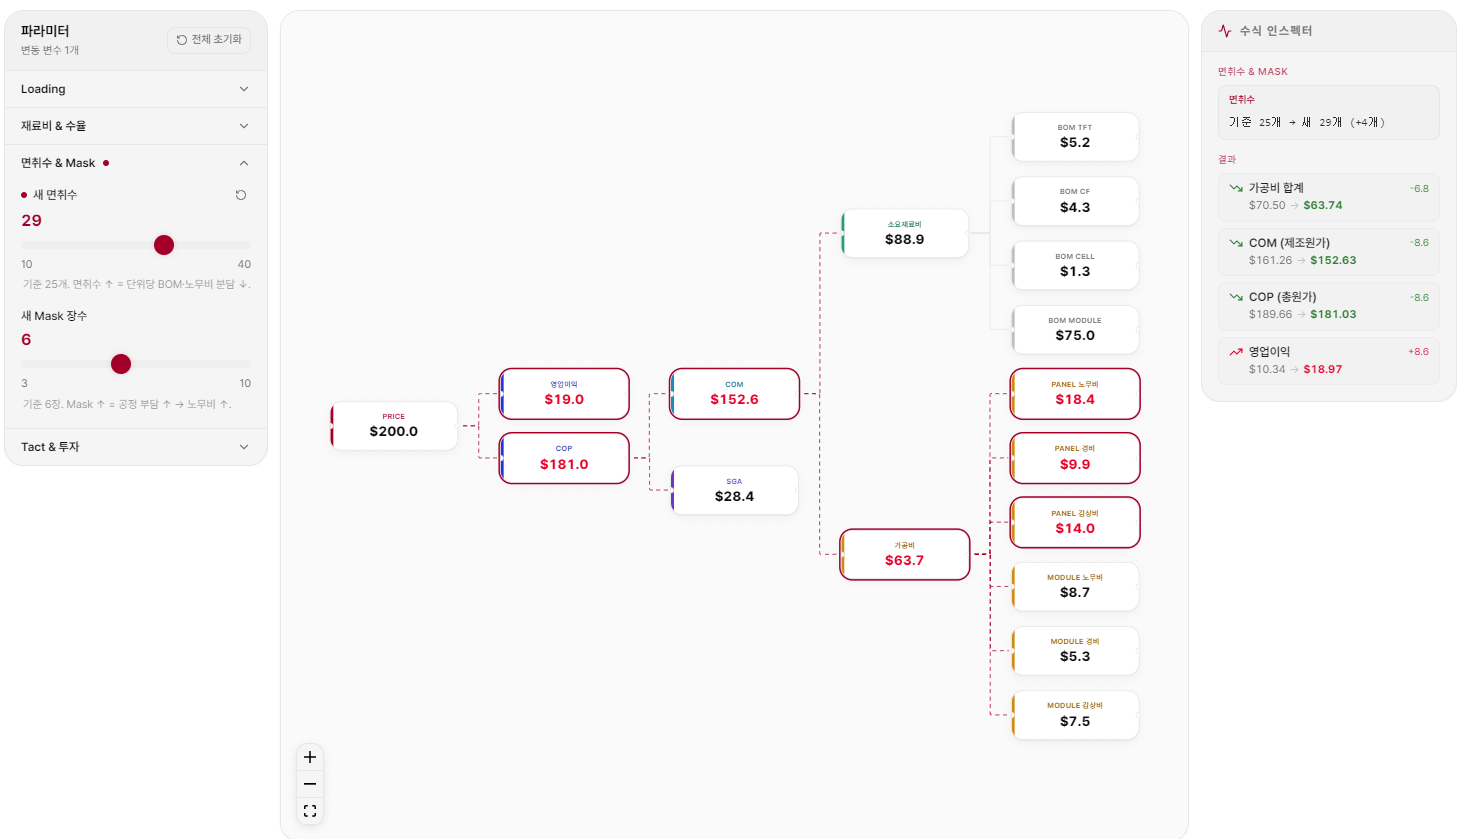 파라미터
변동 변수 1개
전체 초기화
Loading
재료비 & 수율
면취수 & Mask
새 면취수
29
10
40
기준 25개. 면취수 ↑ = 단위당 BOM·노무비 분담 ↓.
새 Mask 장수
6
3
10
기준 6장. Mask ↑ = 공정 부담 ↑ → 노무비 ↑.
Tact & 투자
PRICE
$200.0
영업이익
$19.0
COP
$181.0
COM
$152.6
SGA
$28.4
소요재료비
$88.9
가공비
$63.7
BOM TFT
$5.2
BOM CF
$4.3
BOM CELL
$1.3
BOM MODULE
$75.0
PANEL 노무비
$18.4
PANEL 경비
$9.9
PANEL 감상비
$14.0
MODULE 노무비
$8.7
MODULE 경비
$5.3
MODULE 감상비
$7.5
수식 인스펙터
면취수 & MASK
면취수
기준 25개 → 새 29개 (+4개)
결과
가공비 합계 -6.8
$70.50 → $63.74
COM (제조원가) -8.6
$161.26 → $152.63
COP (총원가) -8.6
$189.66 → $181.03
영업이익 +8.6
$10.34 → $18.97